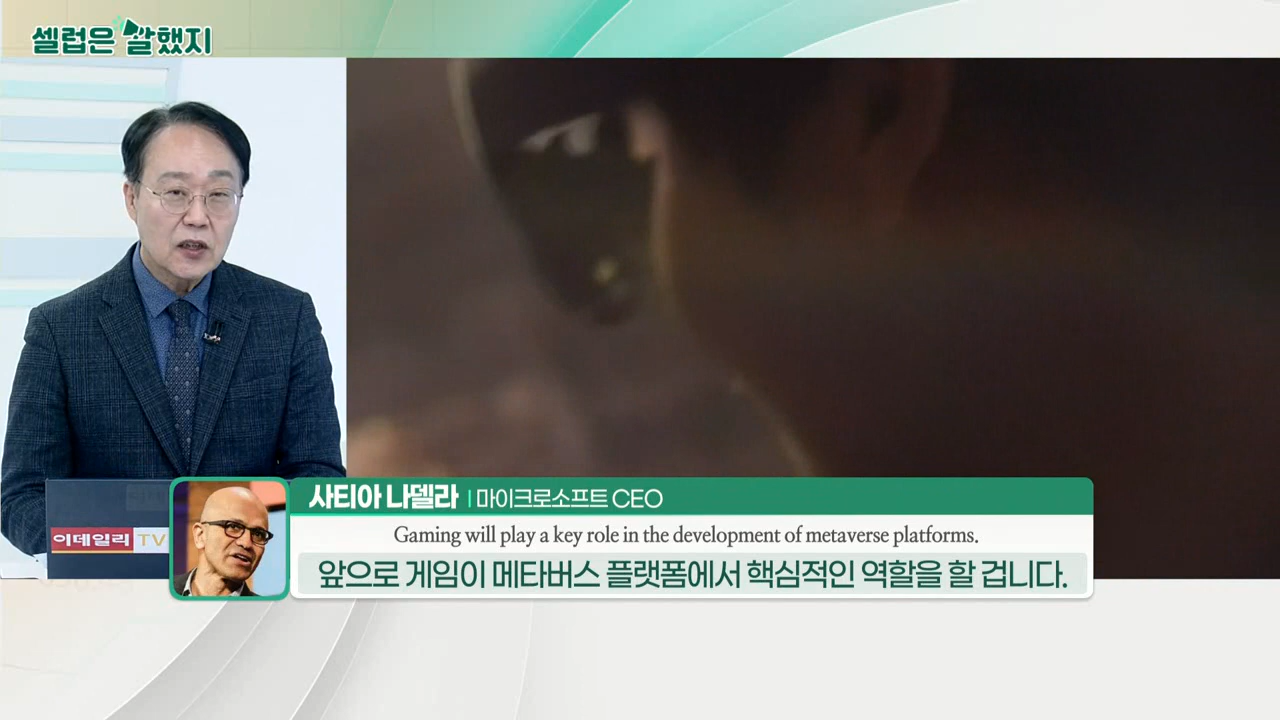 셀럽은 말했지
이데일리 TV
사티아 나델라 | 마이크로소프트 CEO
Gaming will play a key role in the development of metaverse platforms.
앞으로 게임이 메타버스 플랫폼에서 핵심적인 역할을 할 겁니다.